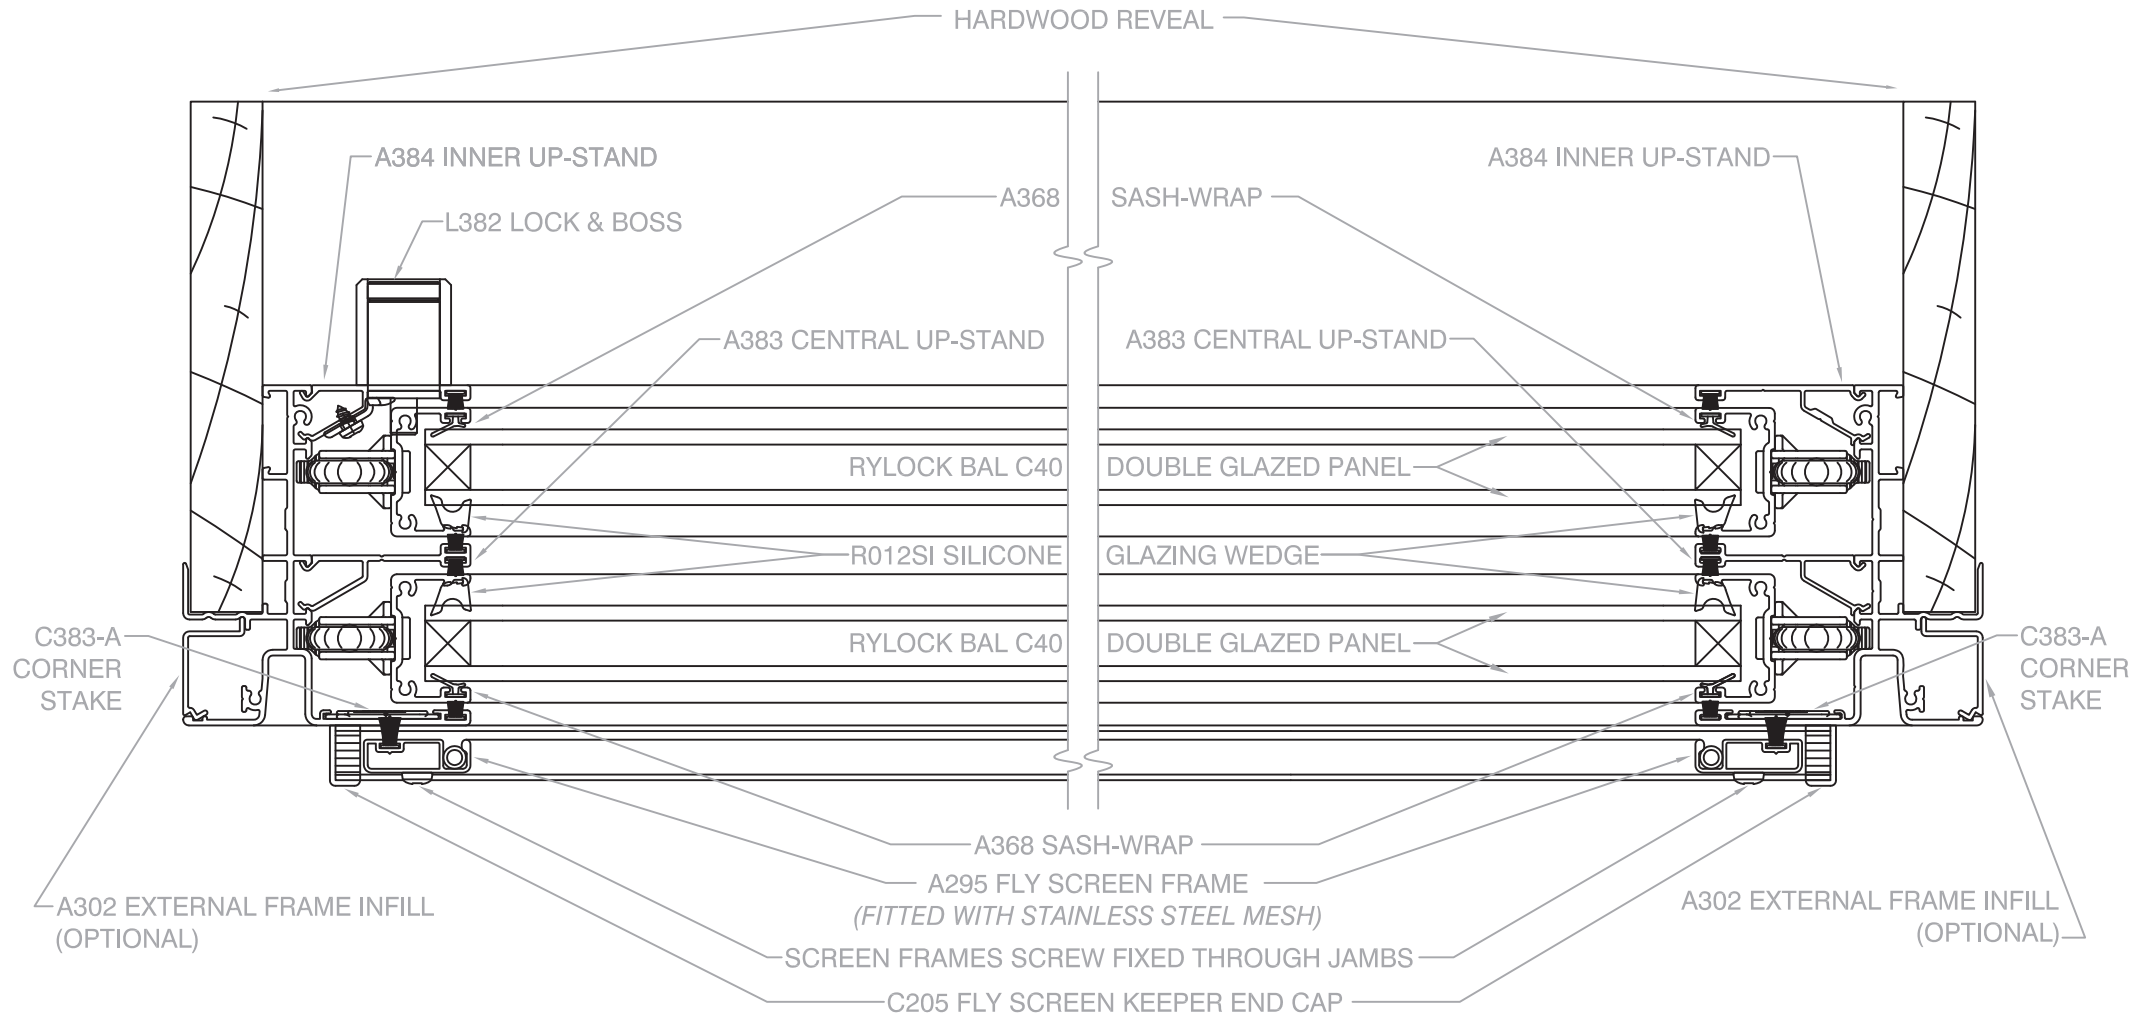 HARDWOOD REVEAL
A384 INNER UP-STAND
A384 INNER UP-STAND
A368 SASH-WRAP
L382 LOCK & BOSS
A383 CENTRAL UP-STAND
A383 CENTRAL UP-STAND
RYLOCK BAL C40 DOUBLE GLAZED PANEL
R012SI SILICONE GLAZING WEDGE
RYLOCK BAL C40 DOUBLE GLAZED PANEL
C383-A
CORNER
STAKE
C383-A
CORNER
STAKE
A368 SASH-WRAP
A295 FLY SCREEN FRAME
(FITTED WITH STAINLESS STEEL MESH)
A302 EXTERNAL FRAME INFILL
(OPTIONAL)
A302 EXTERNAL FRAME INFILL
(OPTIONAL)
SCREEN FRAMES SCREW FIXED THROUGH JAMBS
C205 FLY SCREEN KEEPER END CAP